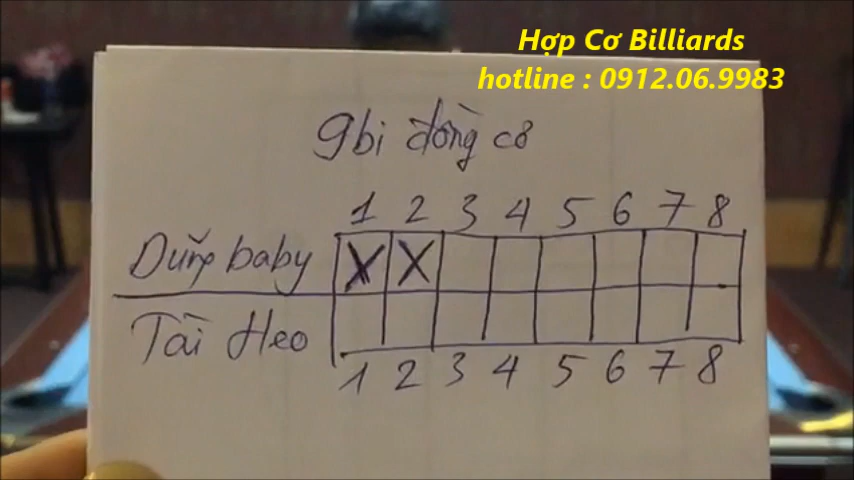 Hợp Cơ Billiards
hotline : 0912.06.9983
9bi đồng cơ
1 2 3 4 5 6 7 8
Dũng baby X X
Tài Heo
1 2 3 4 5 6 7 8